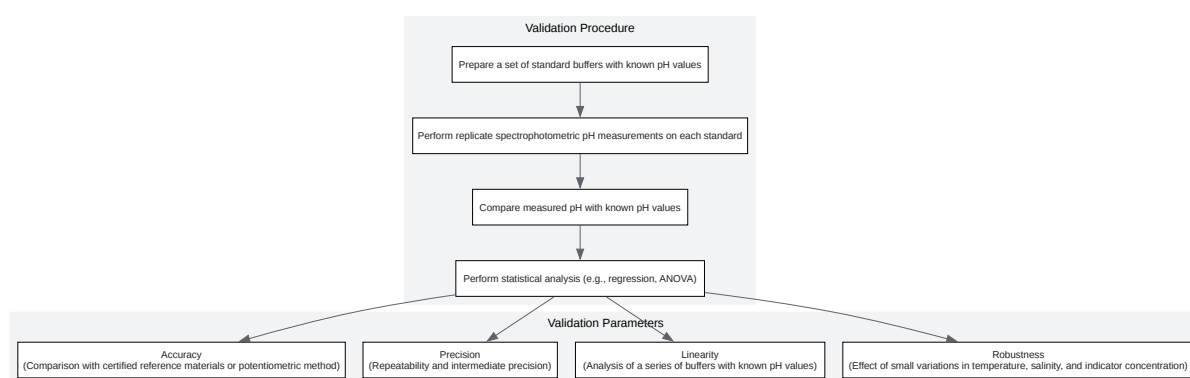 Validation Procedure
Prepare a set of standard buffers with known pH values
Perform replicate spectrophotometric pH measurements on each standard
Compare measured pH with known pH values
Perform statistical analysis (e.g., regression, ANOVA)
Validation Parameters
Accuracy
(Comparison with certified reference materials or potentiometric method)
Precision
(Repeatability and intermediate precision)
Linearity
(Analysis of a series of buffers with known pH values)
Robustness
(Effect of small variations in temperature, salinity, and indicator concentration)